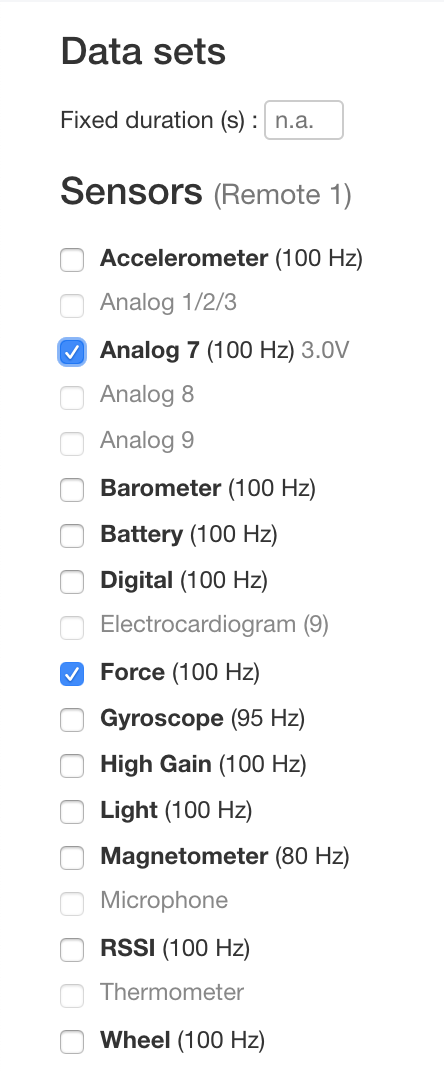 Data sets
Fixed duration (s) : n.a.
Sensors (Remote 1)
Accelerometer (100 Hz)
Analog 1/2/3
Analog 7 (100 Hz) 3.0V
Analog 8
Analog 9
Barometer (100 Hz)
Battery (100 Hz)
Digital (100 Hz)
Electrocardiogram (9)
Force (100 Hz)
Gyroscope (95 Hz)
High Gain (100 Hz)
Light (100 Hz)
Magnetometer (80 Hz)
Microphone
RSSI (100 Hz)
Thermometer
Wheel (100 Hz)